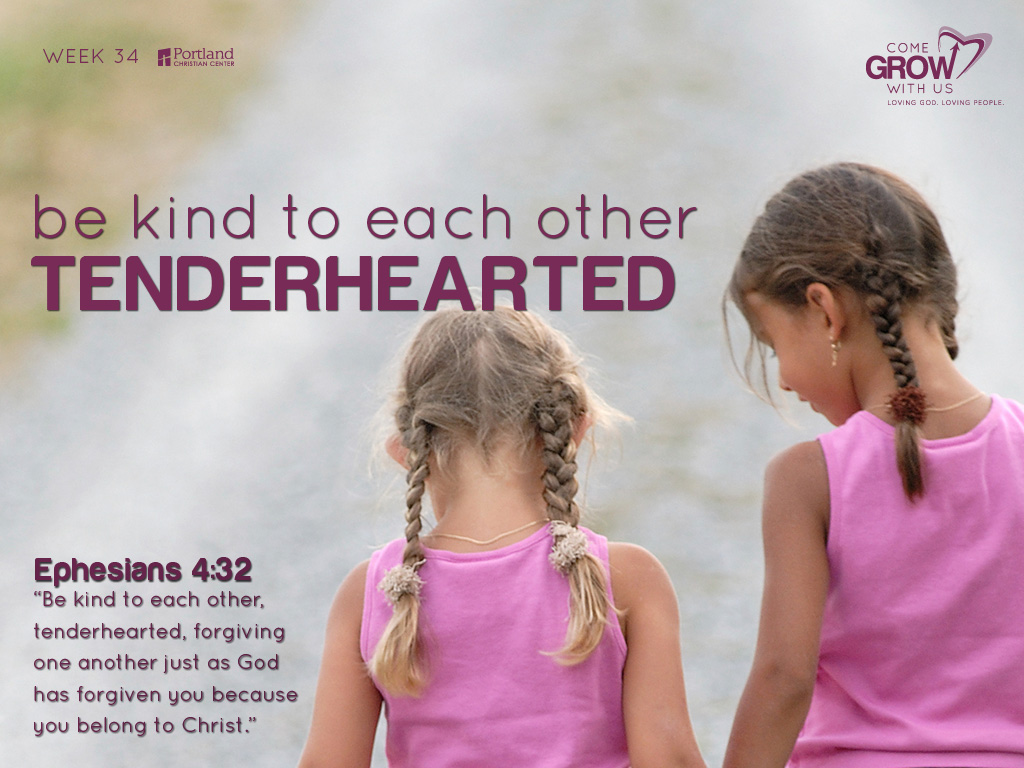 WEEK 34
Portland
CHRISTIAN CENTER
COME
GROW
WITH US
LOVING GOD. LOVING PEOPLE.
be kind to each other
TENDERHEARTED
Ephesians 4:32
“Be kind to each other,
tenderhearted, forgiving
one another just as God
has forgiven you because
you belong to Christ.”